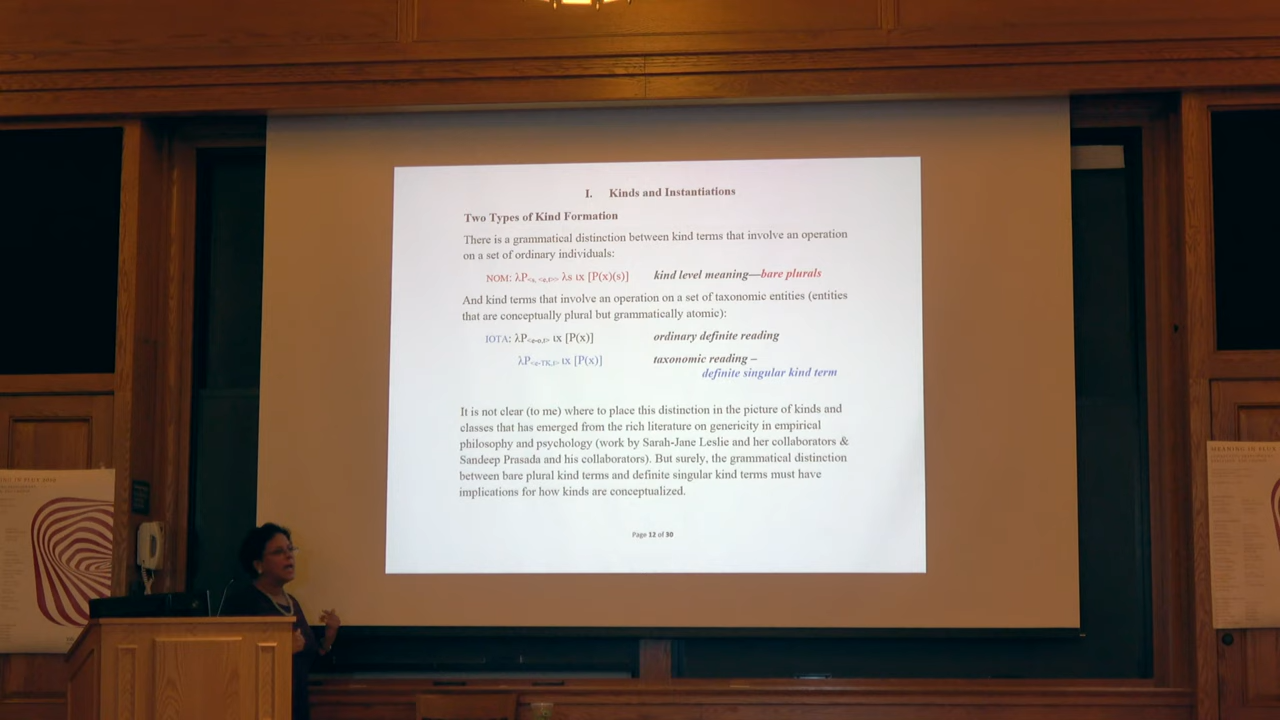 I. Kinds and Instantiations
Two Types of Kind Formation
There is a grammatical distinction between kind terms that involve an operation
on a set of ordinary individuals:
NOM: λP<s, <e,t>> λs ιx [P(x)(s)] kind level meaning—bare plurals
And kind terms that involve an operation on a set of taxonomic entities (entities
that are conceptually plural but grammatically atomic):
IOTA: λP<e-o,t> ιx [P(x)] ordinary definite reading
λP<e-TK,t> ιx [P(x)] taxonomic reading –
definite singular kind term
It is not clear (to me) where to place this distinction in the picture of kinds and
classes that has emerged from the rich literature on genericity in empirical
philosophy and psychology (work by Sarah-Jane Leslie and her collaborators &
Sandeep Prasada and his collaborators). But surely, the grammatical distinction
between bare plural kind terms and definite singular kind terms must have
implications for how kinds are conceptualized.
Page 12 of 30
MEANING IN FLUX